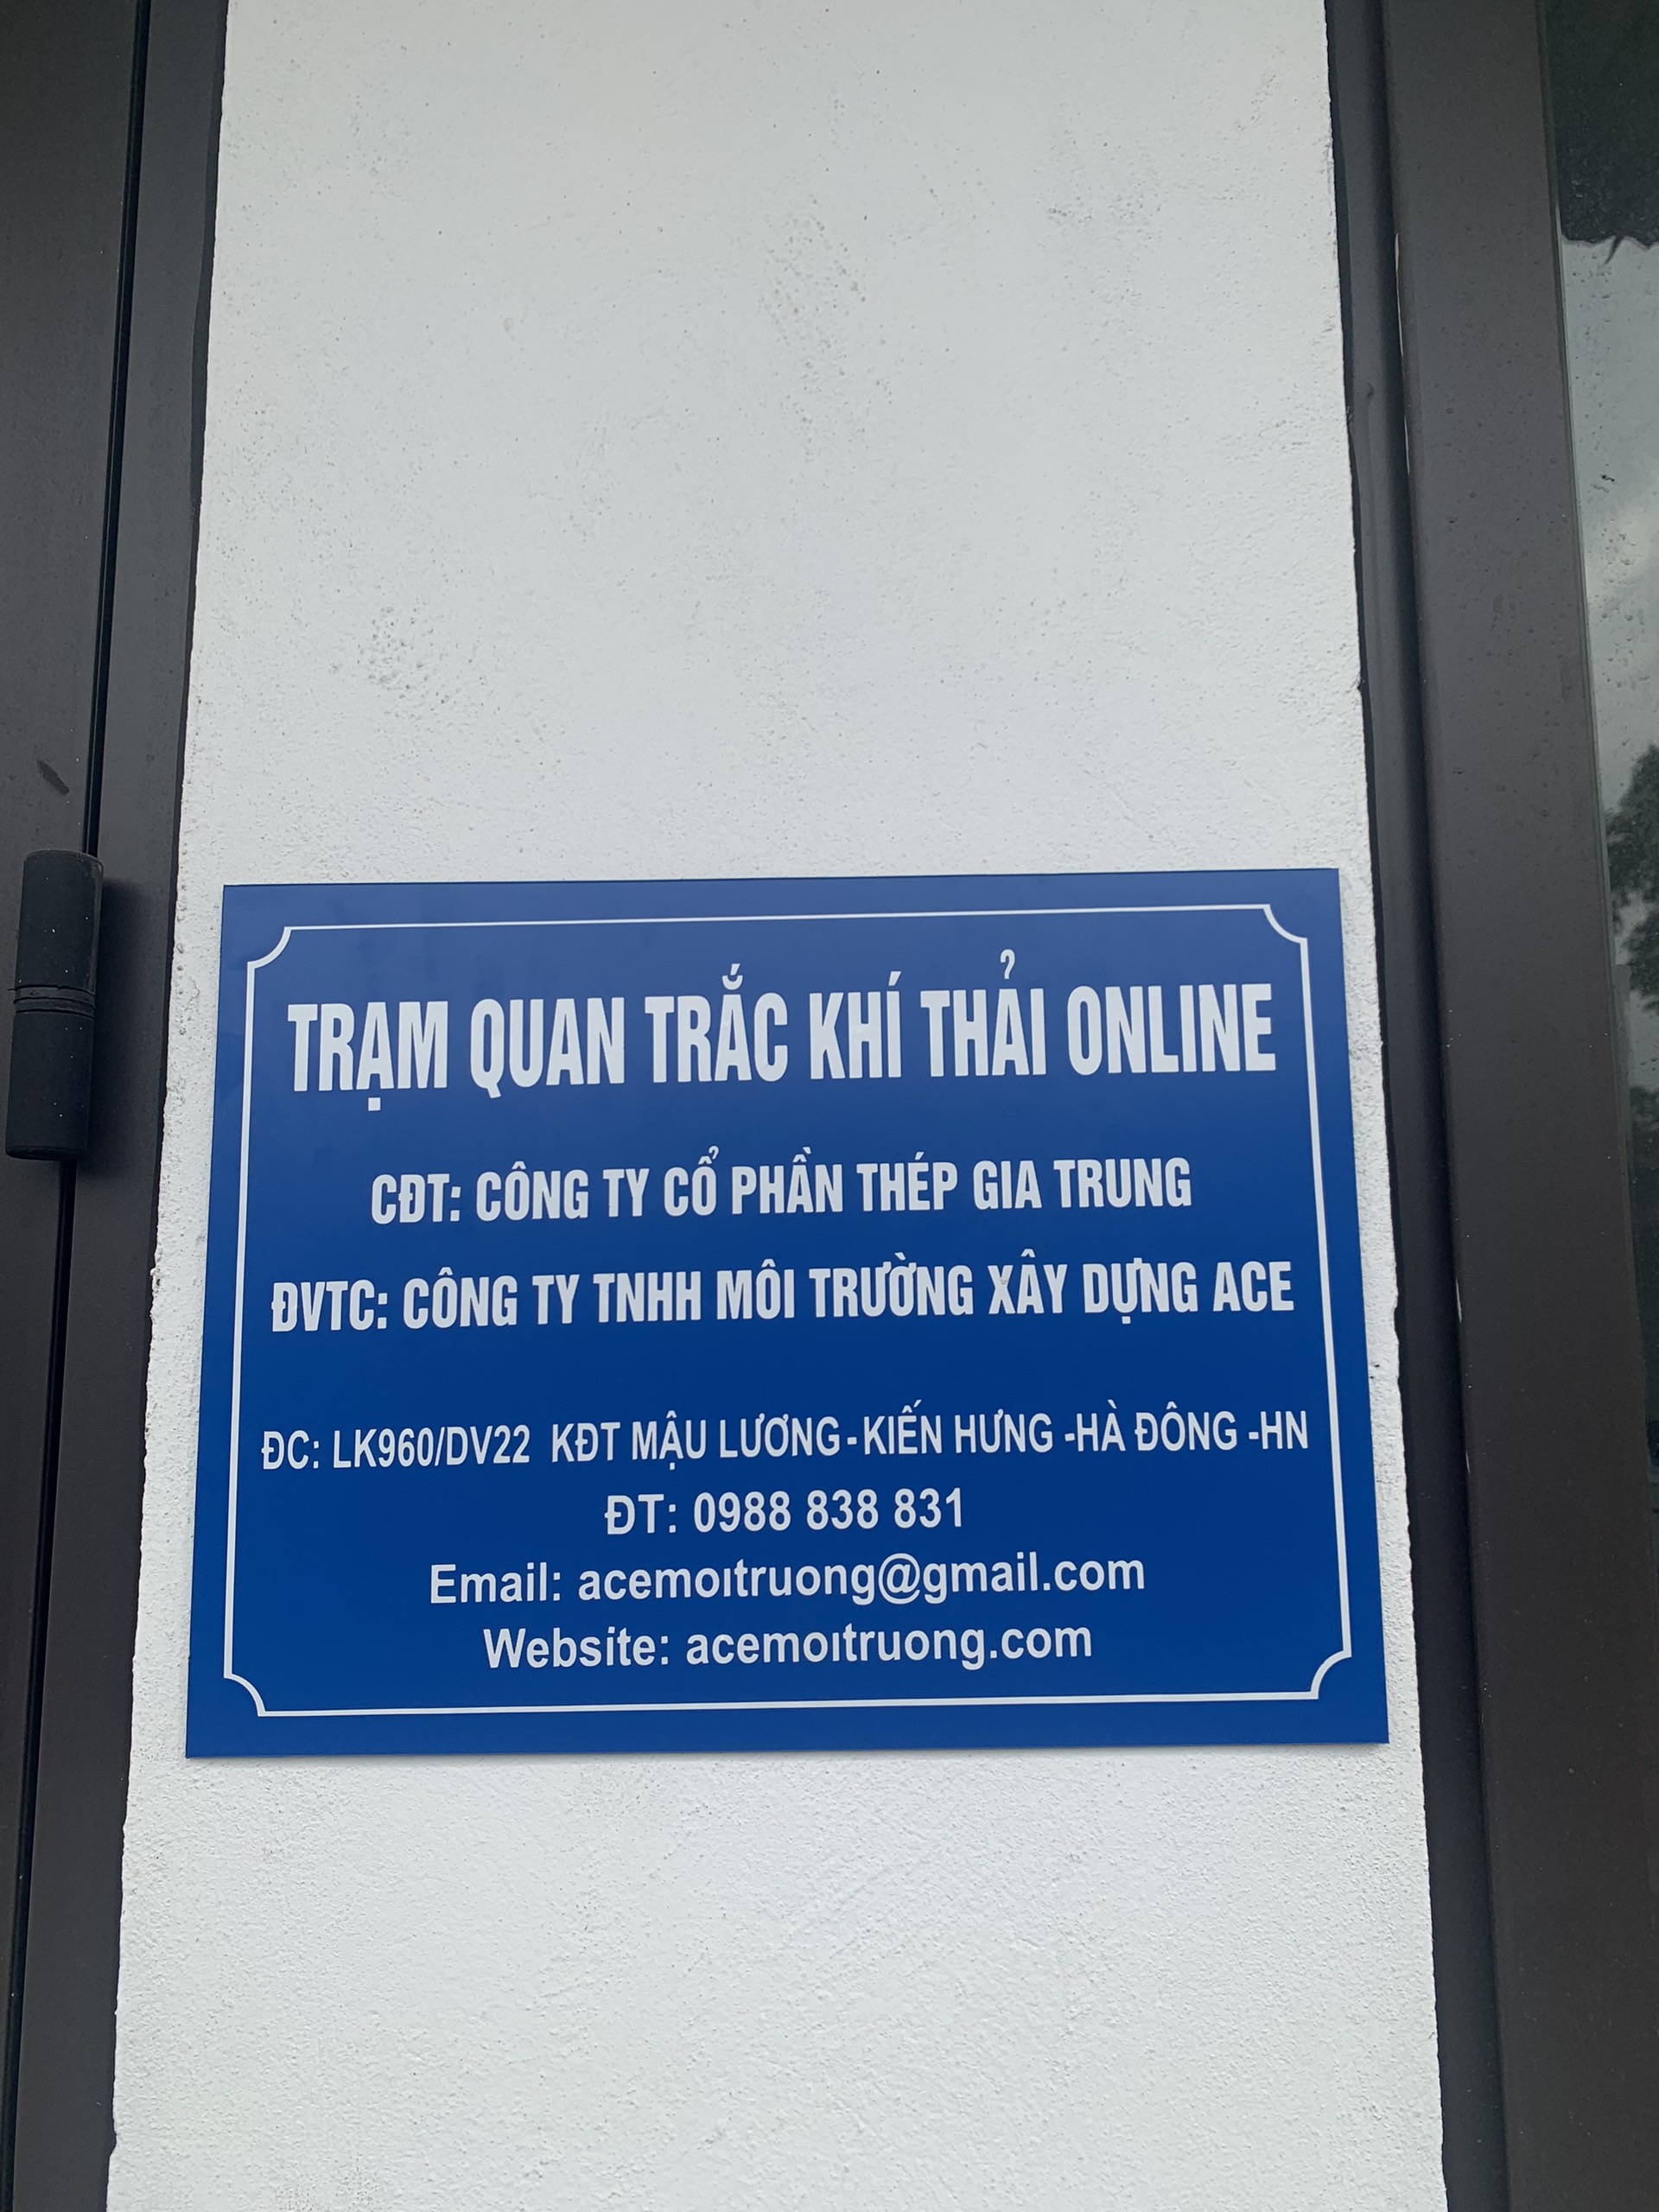 TRẠM QUAN TRẮC KHÍ THẢI ONLINE
CĐT: CÔNG TY CỔ PHẦN THÉP GIA TRUNG
ĐVTC: CÔNG TY TNHH MÔI TRƯỜNG XÂY DỰNG ACE
ĐC: LK960/DV22 KĐT MẬU LƯƠNG-KIẾN HƯNG -HÀ ĐÔNG -HN
ĐT: 0988 838 831
Email: acemoıtruong@gmail.com
Website: acemoıtruong.com